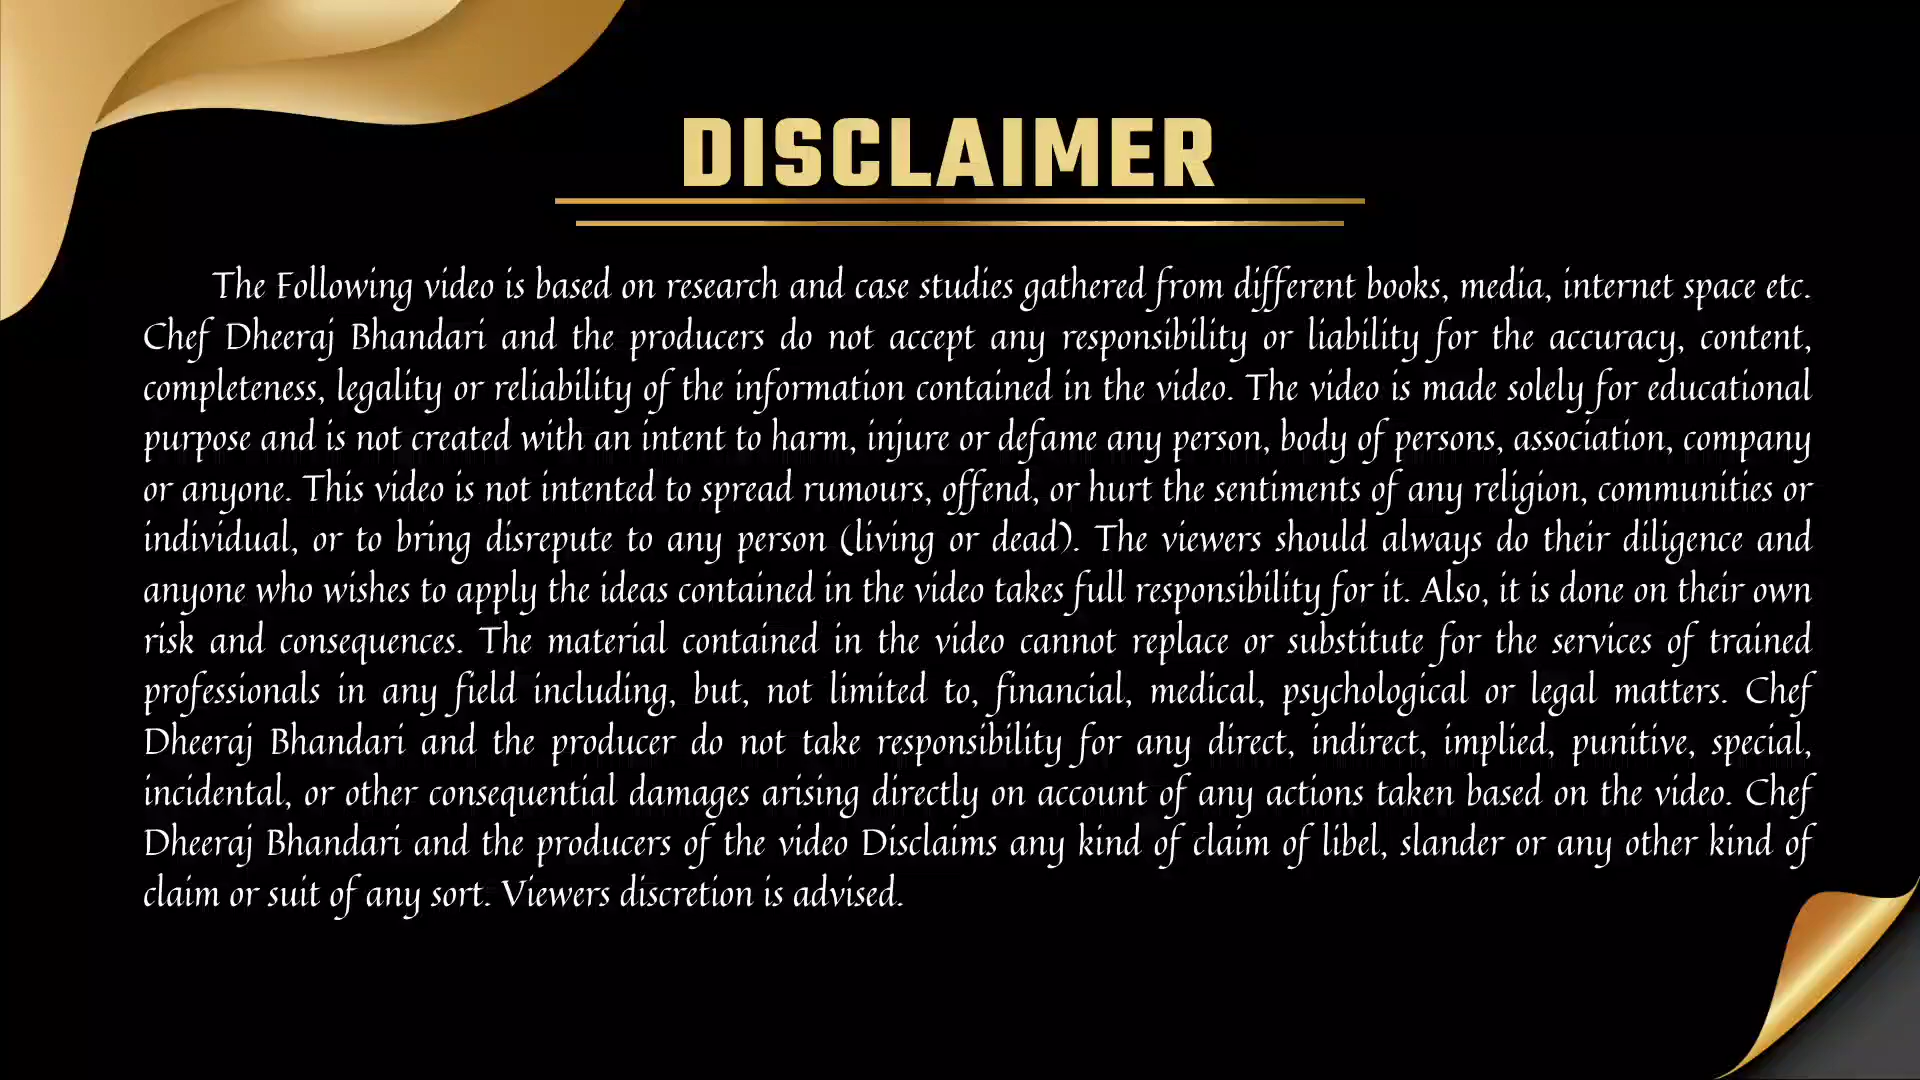 DISCLAIMER
The Following video is based on research and case studies gathered from different books, media, internet space etc.
Chef Dheeraj Bhandari and the producers do not accept any responsibility or liability for the accuracy, content,
completeness, legality or reliability of the information contained in the video. The video is made solely for educational
purpose and is not created with an intent to harm, injure or defame any person, body of persons, association, company
or anyone. This video is not intented to spread rumours, offend, or hurt the sentiments of any religion, communities or
individual, or to bring disrepute to any person (living or dead). The viewers should always do their diligence and
anyone who wishes to apply the ideas contained in the video takes full responsibility for it. Also, it is done on their own
risk and consequences. The material contained in the video cannot replace or substitute for the services of trained
professionals in any field including, but, not limited to, financial, medical, psychological or legal matters. Chef
Dheeraj Bhandari and the producer do not take responsibility for any direct, indirect, implied, punitive, special,
incidental, or other consequential damages arising directly on account of any actions taken based on the video. Chef
Dheeraj Bhandari and the producers of the video Disclaims any kind of claim of libel, slander or any other kind of
claim or suit of any sort. Viewers discretion is advised.